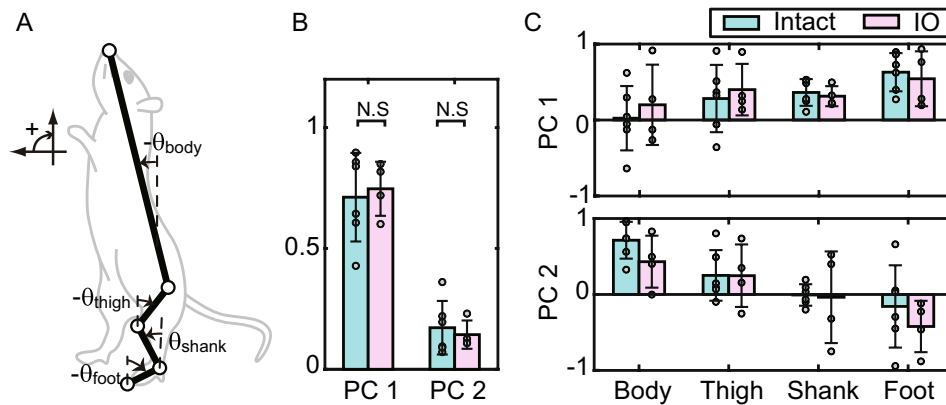 A
+
-θbody
-θthigh
θshank
-θfoot
B
N.S N.S
1
0.5
0
PC 1 PC 2
C
Intact IO
PC 1
1
0
-1
PC 2
1
0
-1
Body Thigh Shank Foot